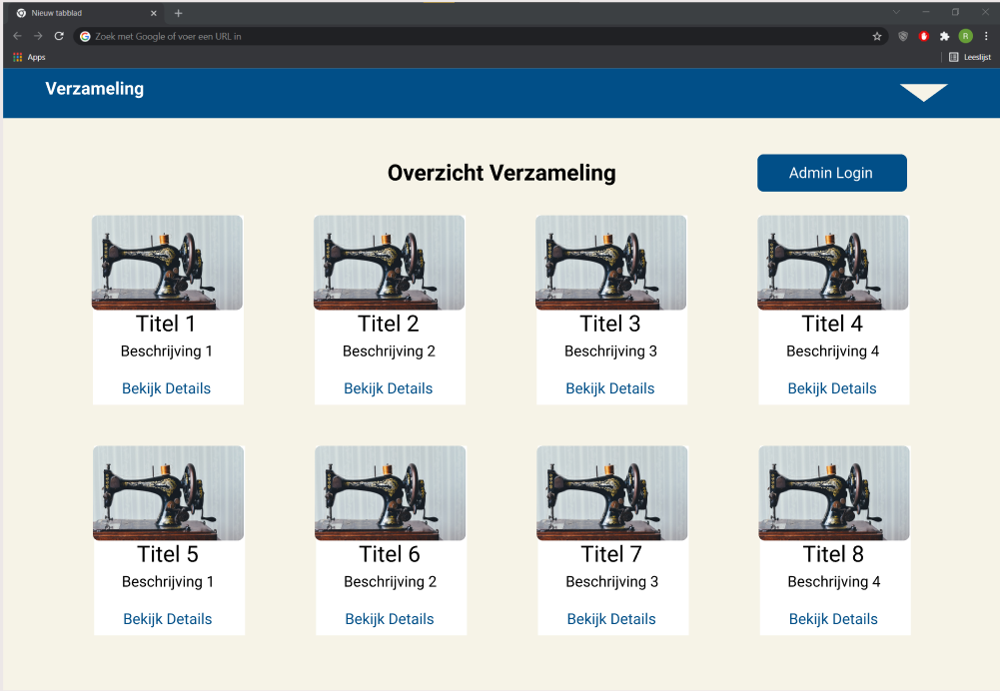 Nieuw tabblad
Zoek met Google of voer een URL in
R
Apps
Leeslijst
Verzameling
Overzicht Verzameling
Admin Login
Titel 1
Beschrijving 1
Bekijk Details
Titel 2
Beschrijving 2
Bekijk Details
Titel 3
Beschrijving 3
Bekijk Details
Titel 4
Beschrijving 4
Bekijk Details
Titel 5
Beschrijving 1
Bekijk Details
Titel 6
Beschrijving 2
Bekijk Details
Titel 7
Beschrijving 3
Bekijk Details
Titel 8
Beschrijving 4
Bekijk Details